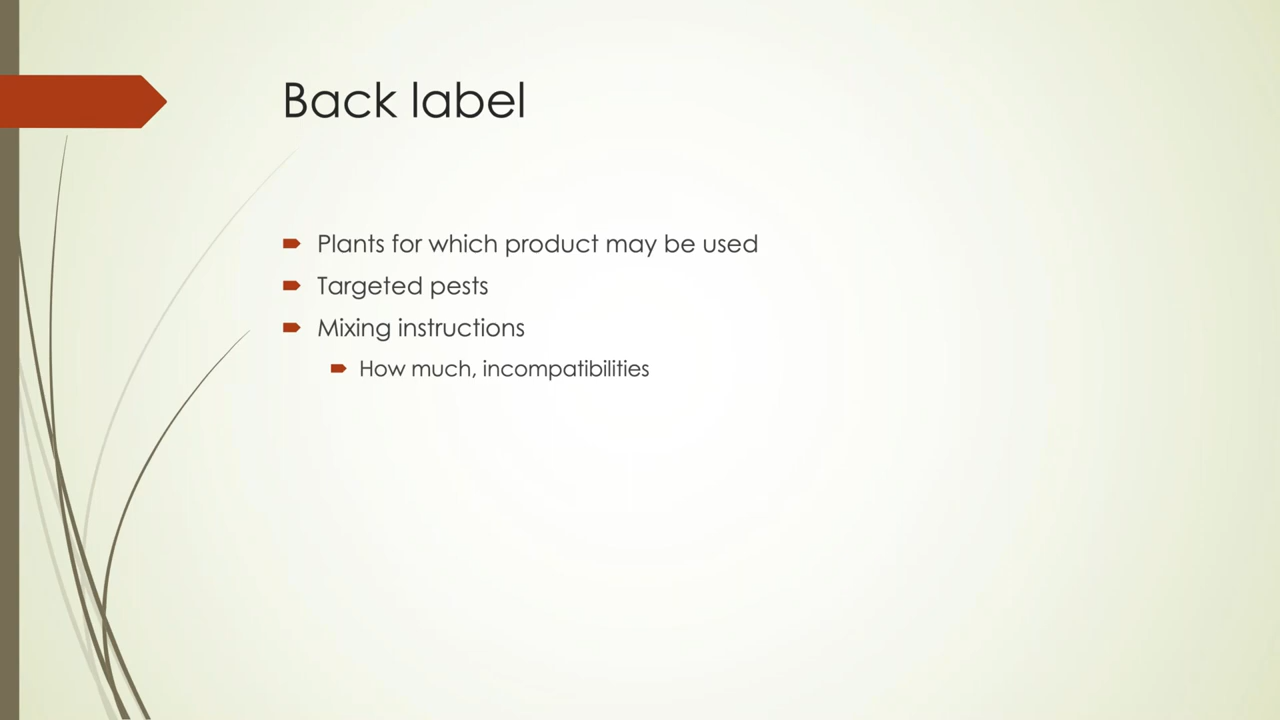 Back label
Plants for which product may be used
Targeted pests
Mixing instructions
How much, incompatibilities